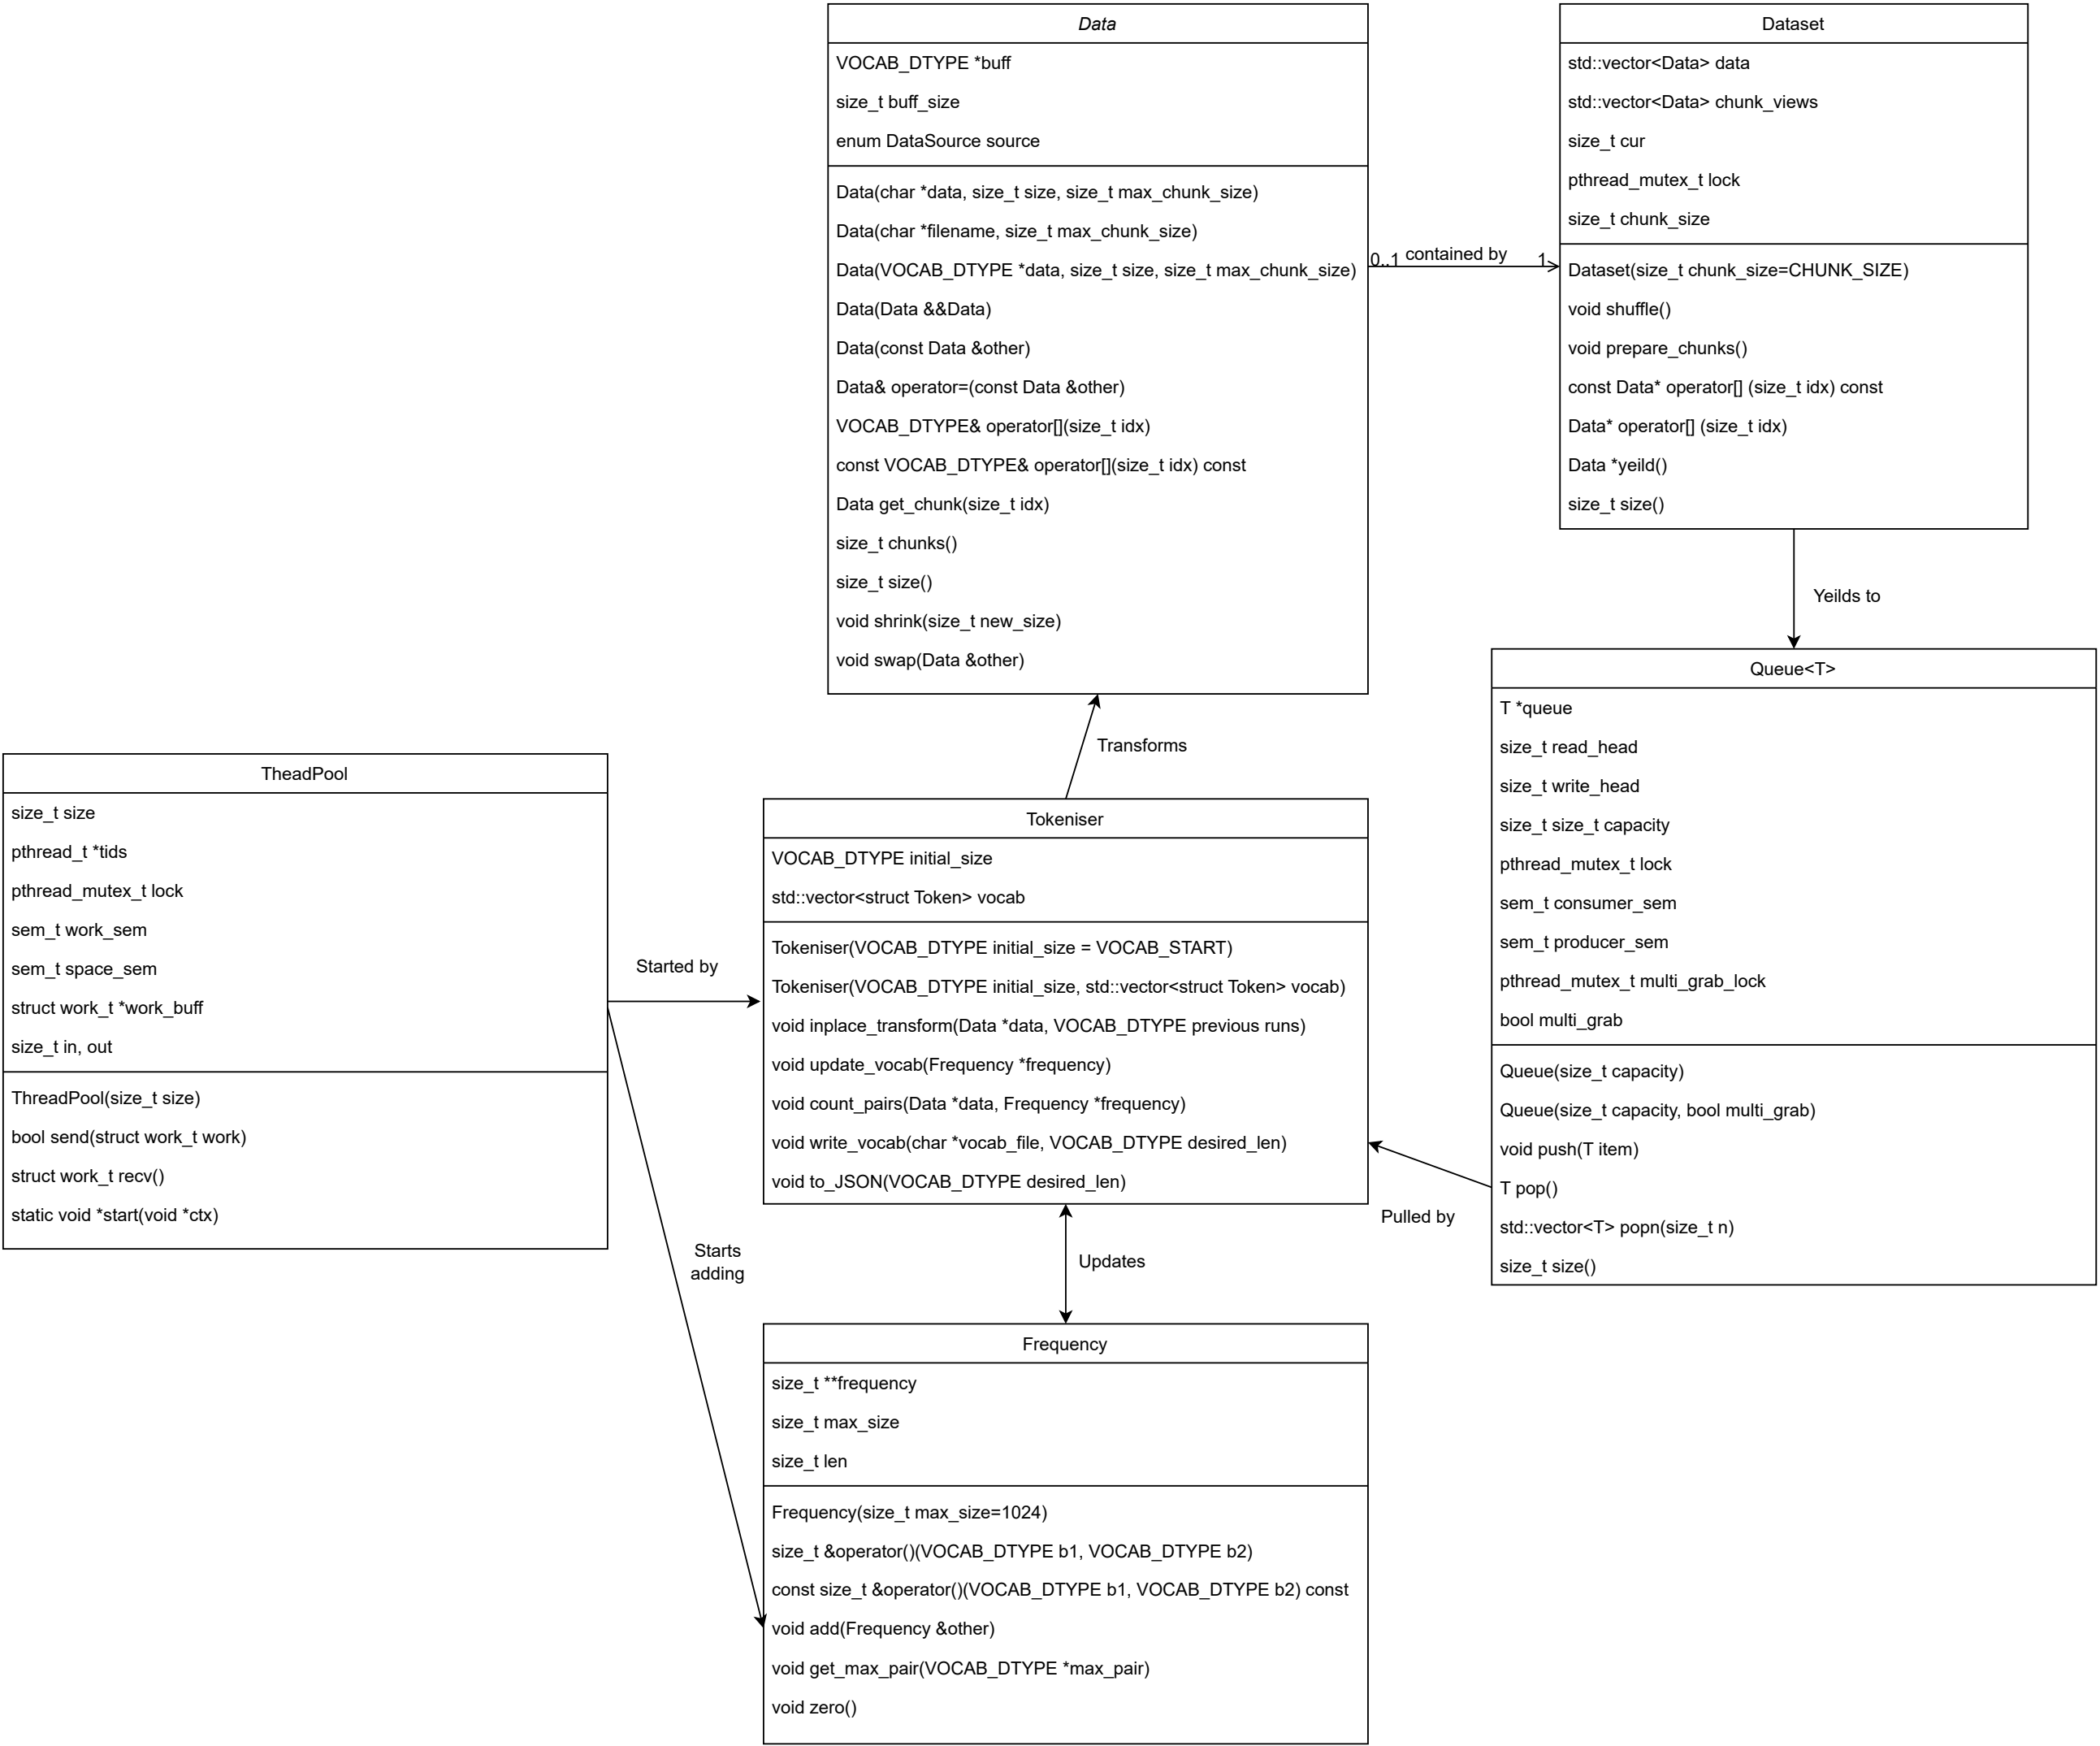 Data
VOCAB_DTYPE *buff
size_t buff_size
enum DataSource source
Data(char *data, size_t size, size_t max_chunk_size)
Data(char *filename, size_t max_chunk_size)
Data(VOCAB_DTYPE *data, size_t size, size_t max_chunk_size)
Data(Data &&Data)
Data(const Data &other)
Data& operator=(const Data &other)
VOCAB_DTYPE& operator[](size_t idx)
const VOCAB_DTYPE& operator[](size_t idx) const
Data get_chunk(size_t idx)
size_t chunks()
size_t size()
void shrink(size_t new_size)
void swap(Data &other)
0..1 contained by 1
Dataset
std::vector<Data> data
std::vector<Data> chunk_views
size_t cur
pthread_mutex_t lock
size_t chunk_size
Dataset(size_t chunk_size=CHUNK_SIZE)
void shuffle()
void prepare_chunks()
const Data* operator[] (size_t idx) const
Data* operator[] (size_t idx)
Data *yeild()
size_t size()
Yeilds to
Queue<T>
T *queue
size_t read_head
size_t write_head
size_t size_t capacity
pthread_mutex_t lock
sem_t consumer_sem
sem_t producer_sem
pthread_mutex_t multi_grab_lock
bool multi_grab
Queue(size_t capacity)
Queue(size_t capacity, bool multi_grab)
void push(T item)
T pop()
std::vector<T> popn(size_t n)
size_t size()
Transforms
TheadPool
size_t size
pthread_t *tids
pthread_mutex_t lock
sem_t work_sem
sem_t space_sem
struct work_t *work_buff
size_t in, out
ThreadPool(size_t size)
bool send(struct work_t work)
struct work_t recv()
static void *start(void *ctx)
Started by
Starts
adding
Tokeniser
VOCAB_DTYPE initial_size
std::vector<struct Token> vocab
Tokeniser(VOCAB_DTYPE initial_size = VOCAB_START)
Tokeniser(VOCAB_DTYPE initial_size, std::vector<struct Token> vocab)
void inplace_transform(Data *data, VOCAB_DTYPE previous runs)
void update_vocab(Frequency *frequency)
void count_pairs(Data *data, Frequency *frequency)
void write_vocab(char *vocab_file, VOCAB_DTYPE desired_len)
void to_JSON(VOCAB_DTYPE desired_len)
Pulled by
Updates
Frequency
size_t **frequency
size_t max_size
size_t len
Frequency(size_t max_size=1024)
size_t &operator()(VOCAB_DTYPE b1, VOCAB_DTYPE b2)
const size_t &operator()(VOCAB_DTYPE b1, VOCAB_DTYPE b2) const
void add(Frequency &other)
void get_max_pair(VOCAB_DTYPE *max_pair)
void zero()